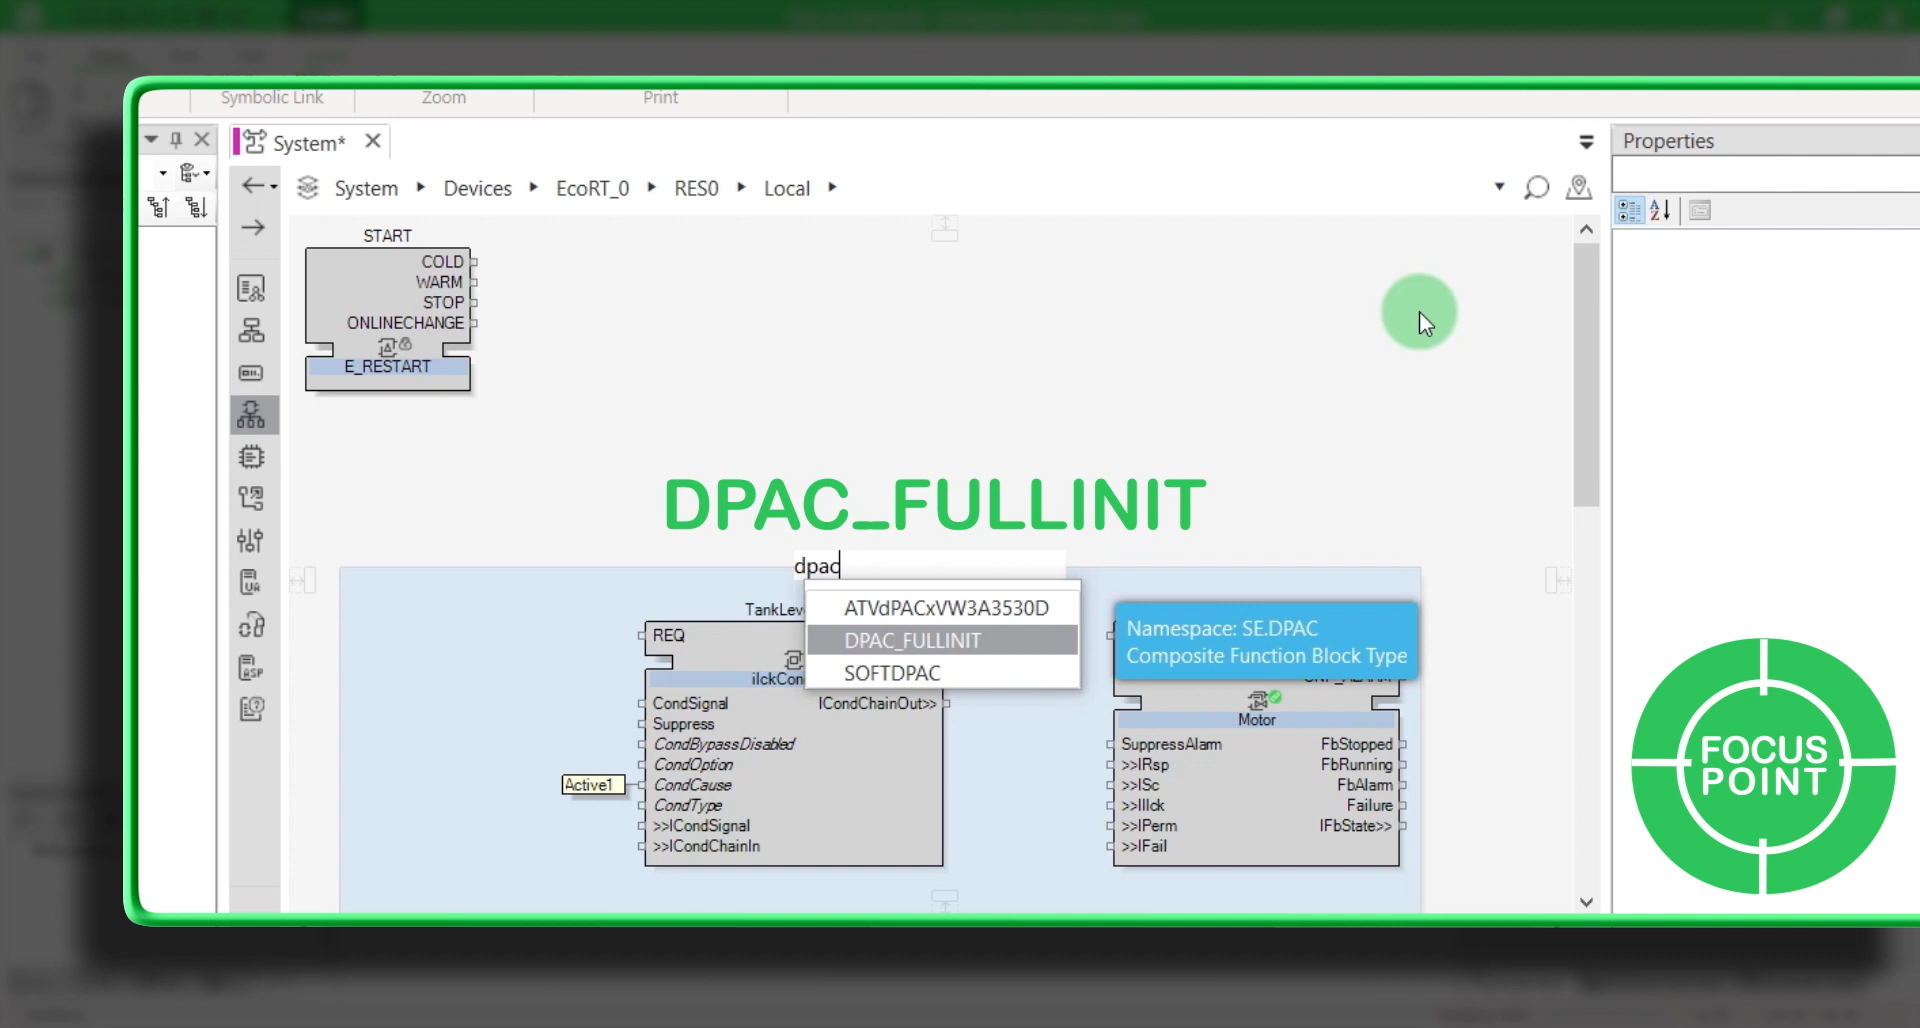 Symbolic Link
Zoom
Print
System*
Properties
System
Devices
EcoRT_0
RES0
Local
START
COLD
WARM
STOP
ONLINECHANGE
E_RESTART
DPAC_FULLINIT
dpac
ATVdPACxVW3A3530D
DPAC_FULLINIT
SOFTDPAC
Namespace: SE.DPAC
Composite Function Block Type
TankLev
REQ
CondSignal
ICondChainOut>>
Suppress
CondBypassDisabled
CondOption
Active1
CondCause
CondType
>>ICondSignal
>>ICondChainIn
Motor
SuppressAlarm
FbStopped
>>IRsp
FbRunning
>>ISc
FbAlarm
>>IIlck
Failure
>>IPerm
IFbState>>
>>IFail
FOCUS
POINT